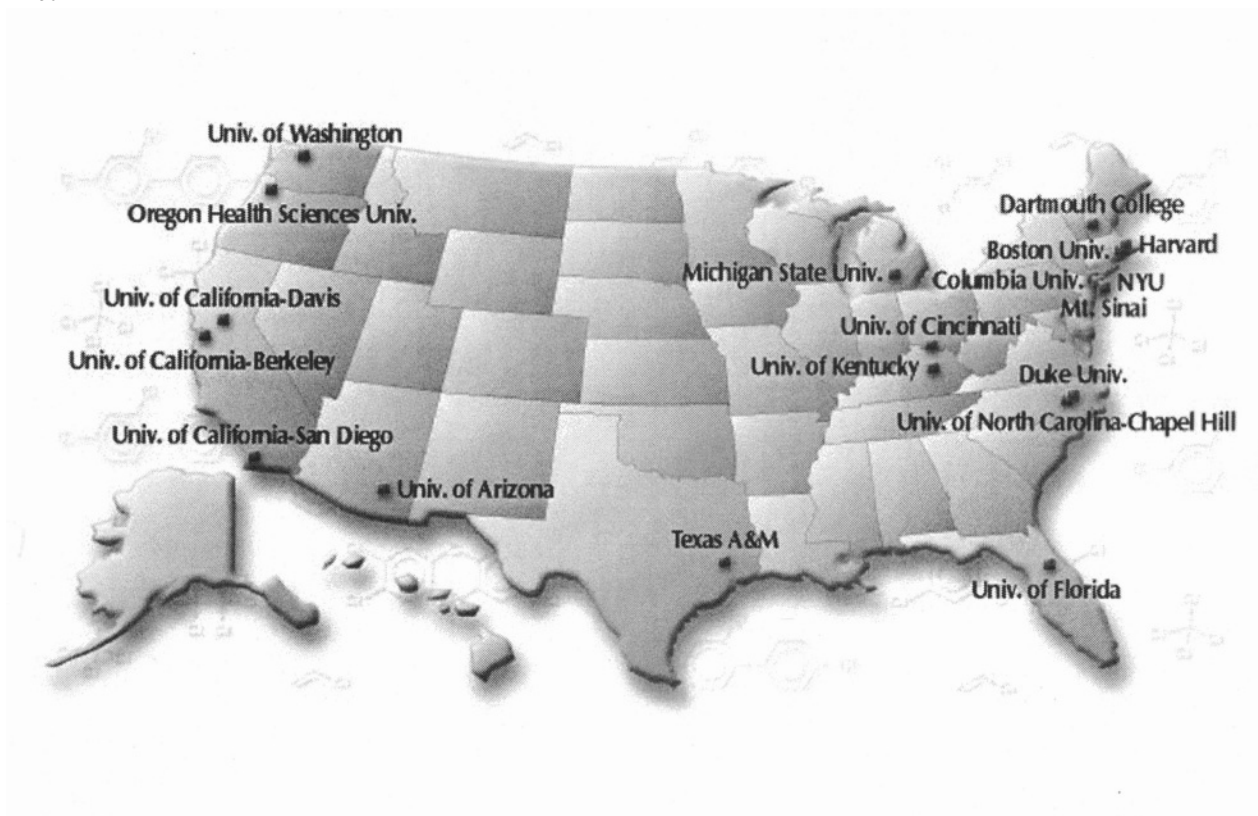 Univ. of Washington
Oregon Health Sciences Univ.
Dartmouth College
Boston Univ.
Harvard
Michigan State Univ.
Columbia Univ.
NYU
Mt. Sinai
Univ. of California-Davis
Univ. of Cincinnati
Univ. of California-Berkeley
Univ. of Kentucky
Duke Univ.
Univ. of North Carolina-Chapel Hill
Univ. of California-San Diego
Univ. of Arizona
Texas A&M
Univ. of Florida